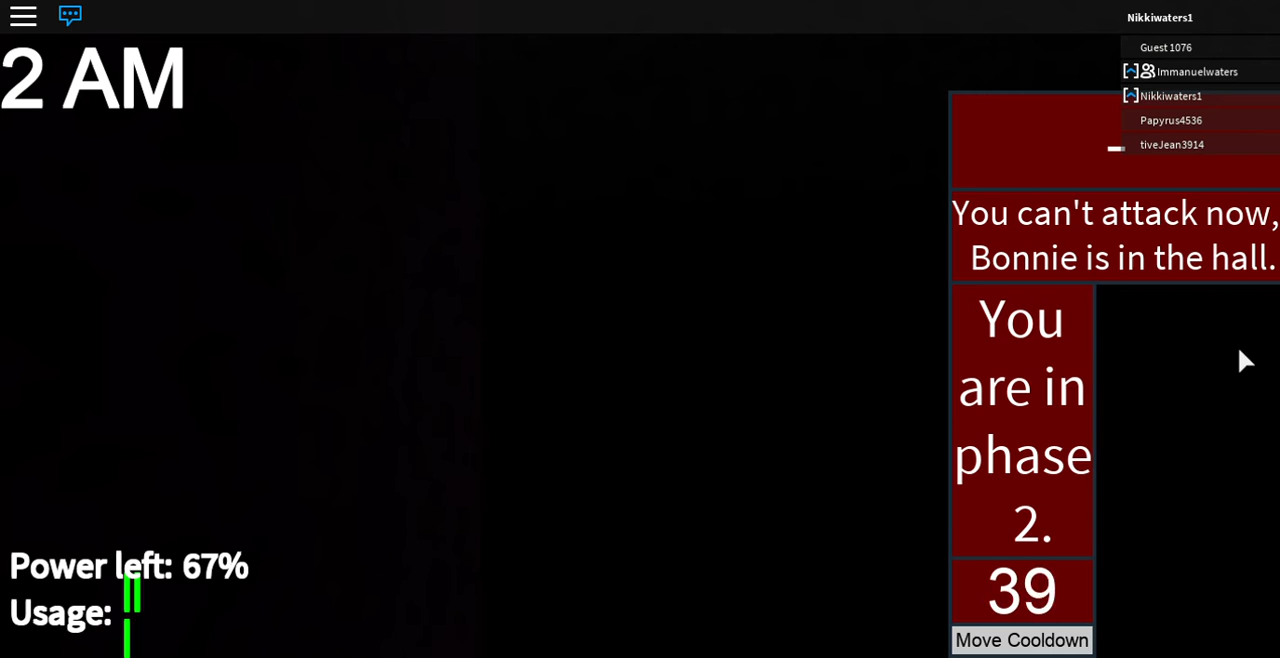 Nikkiwaters1
2 AM
Guest 1076
Immanuelwaters
Nikkiwaters1
Papyrus4536
tiveJean3914
You can't attack now,
Bonnie is in the hall.
You
are in
phase
2.
39
Move Cooldown
Power left: 67%
Usage: